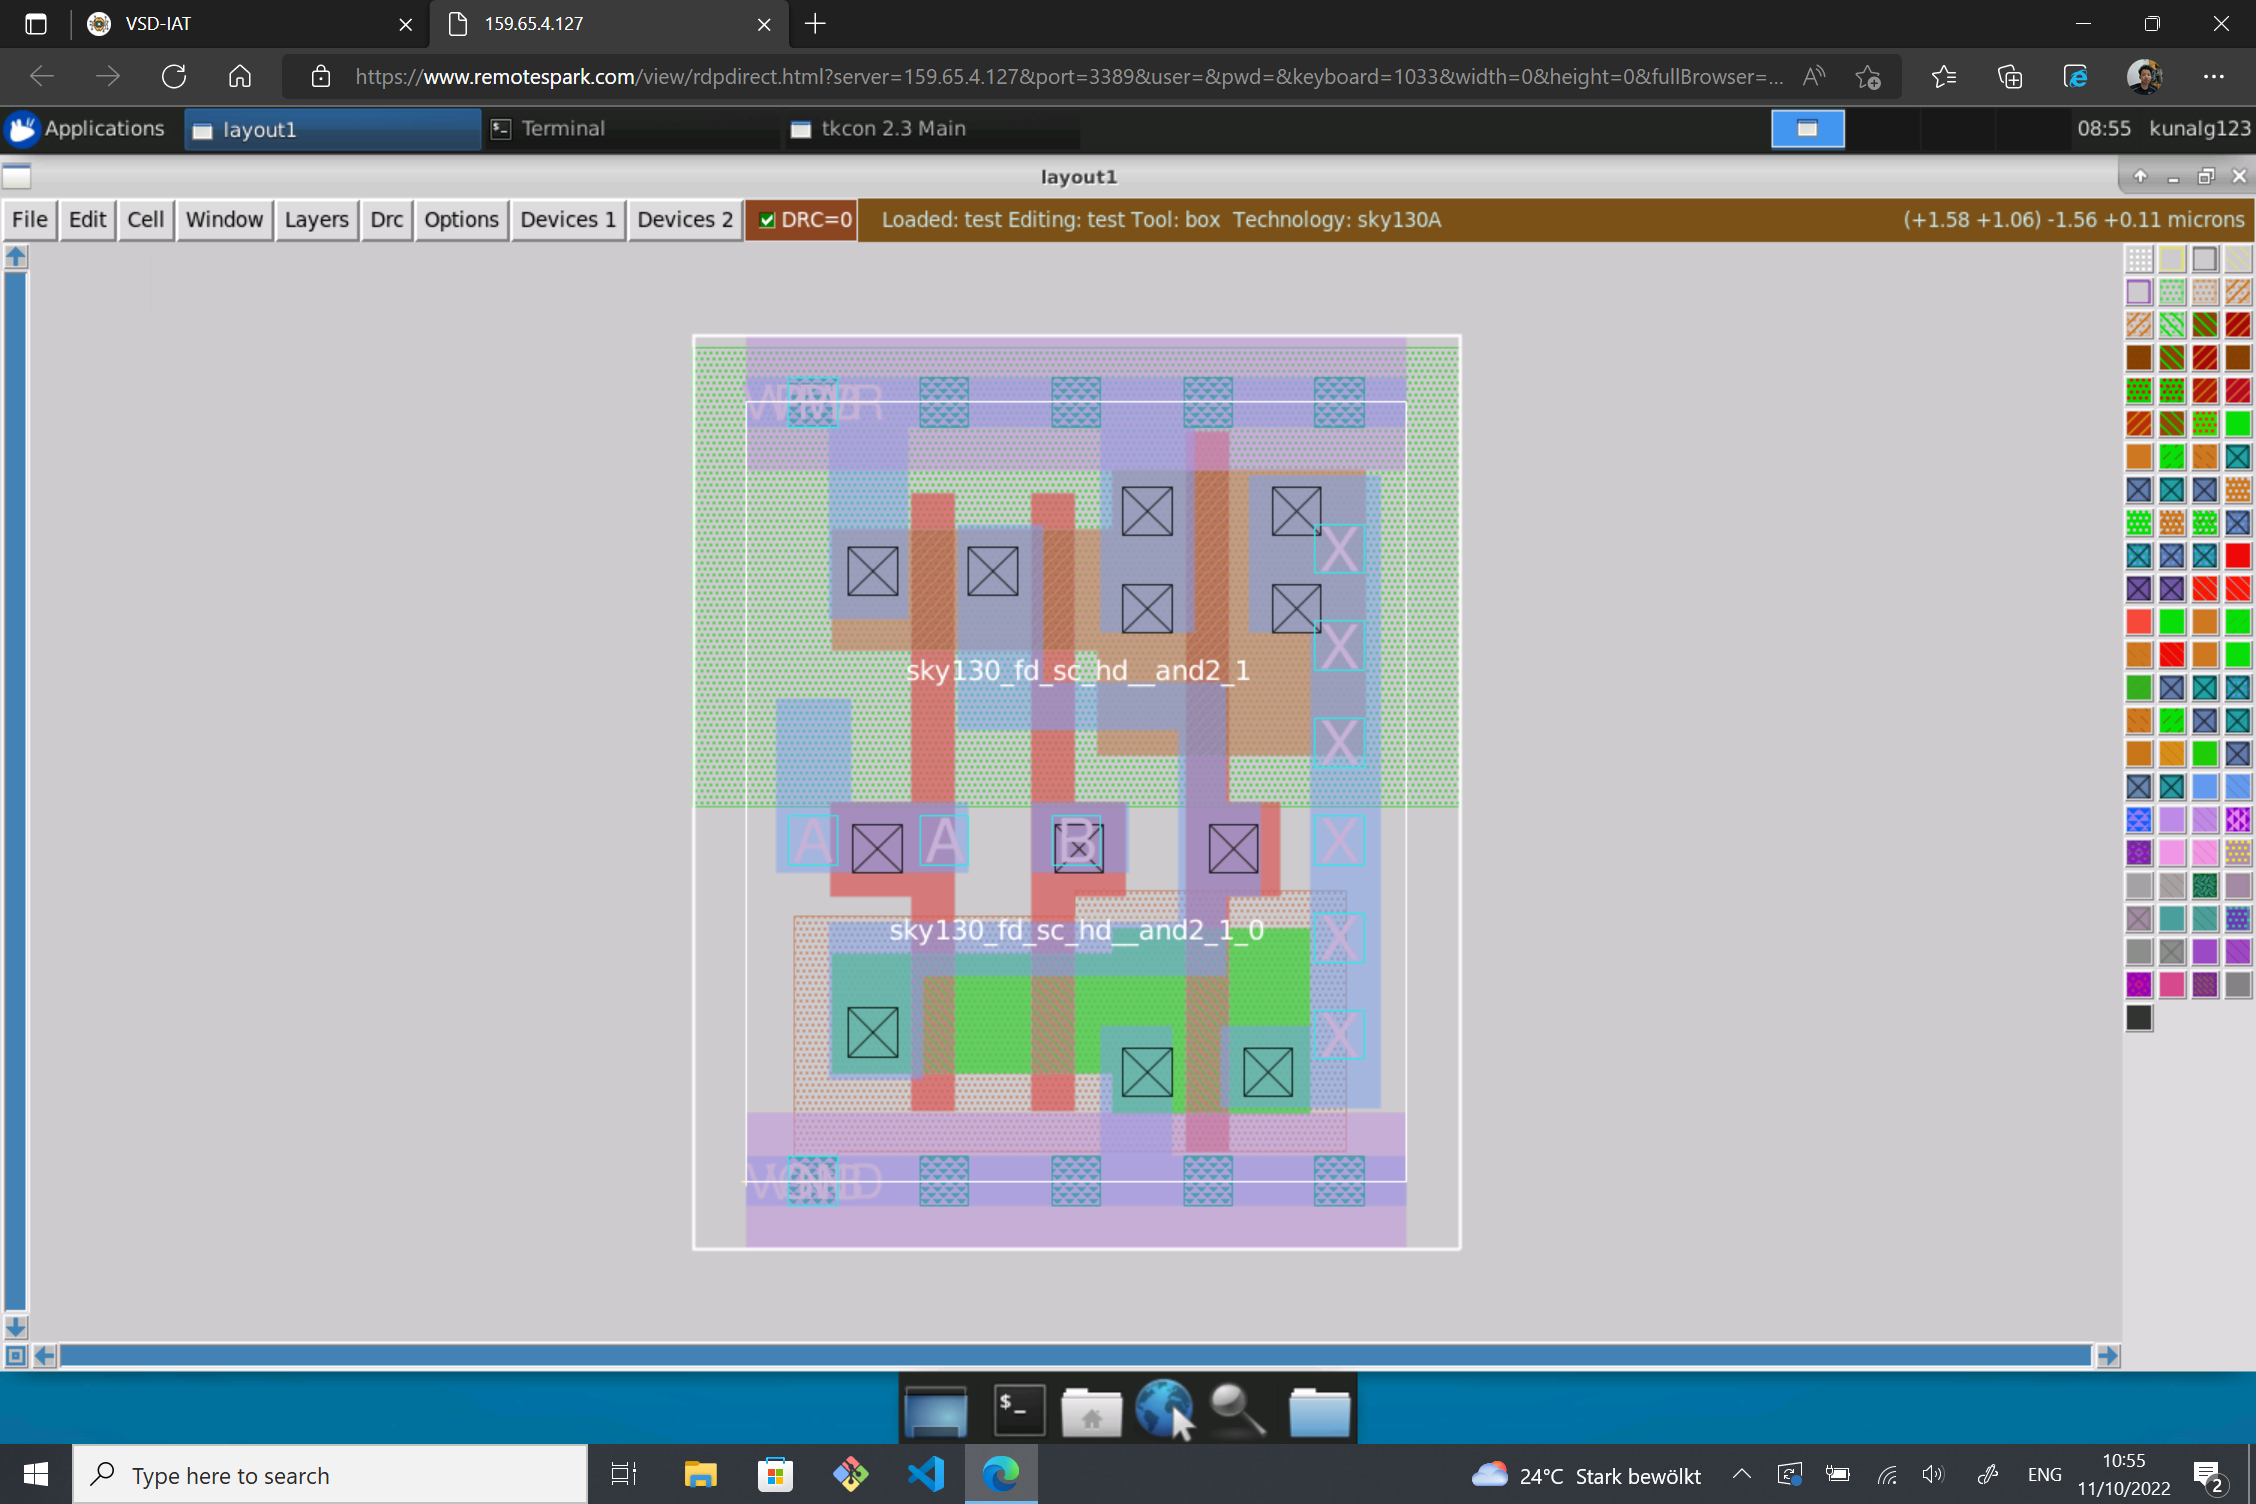 VSD-IAT
159.65.4.127
https://www.remotespark.com/view/rdpdirect.html?server=159.65.4.127&port=3389&user=&pwd=&keyboard=1033&width=0&height=0&fullBrowser=...
Applications
layout1
Terminal
tkcon 2.3 Main
08:55 kunalg123
layout1
File Edit Cell Window Layers Drc Options Devices 1 Devices 2 DRC=0 Loaded: test Editing: test Tool: box Technology: sky130A (+1.58 +1.06) -1.56 +0.11 microns
X
X
sky130_fd_sc_hd__and2_1
X
A A B X
sky130_fd_sc_hd__and2_1_0 X
X
Type here to search
24°C Stark bewölkt
ENG
10:55
11/10/2022
2